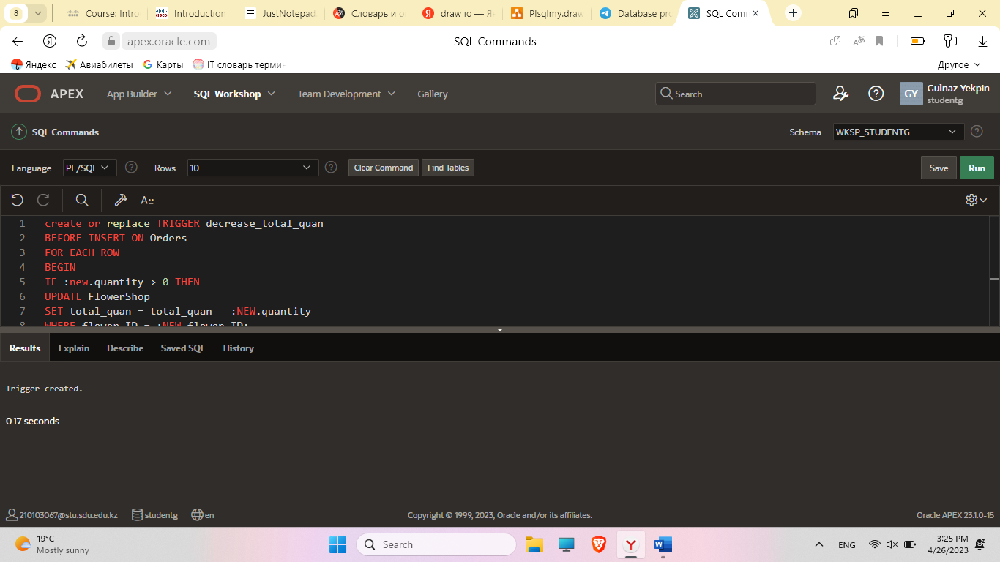 8 Course: Intro Introduction JustNotepad Словарь и о draw io — Ян Plsqlmy.draw Database pro SQL Comm
apex.oracle.com SQL Commands
Яндекс Авиабилеты Карты IT словарь термин Другое
APEX App Builder SQL Workshop Team Development Gallery Search GY Gulnaz Yekpin
studentg
SQL Commands Schema WKSP_STUDENTG
Language PL/SQL Rows 10 Clear Command Find Tables Save Run
1 create or replace TRIGGER decrease_total_quan
2 BEFORE INSERT ON Orders
3 FOR EACH ROW
4 BEGIN
5 IF :new.quantity > 0 THEN
6 UPDATE FlowerShop
7 SET total_quan = total_quan - :NEW.quantity
8 WHERE flower_ID = :NEW.flower_ID;
Results Explain Describe Saved SQL History
Trigger created.
0.17 seconds
210103067@stu.sdu.edu.kz studentg en Copyright © 1999, 2023, Oracle and/or its affiliates. Oracle APEX 23.1.0-15
19°C
Mostly sunny
Search
ENG
3:25 PM
4/26/2023